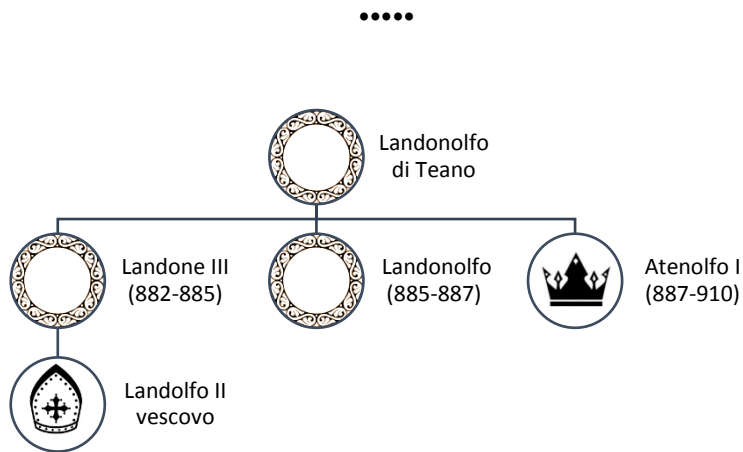 •••••
Landonolfo
di Teano
Landone III
(882-885)
Landonolfo
(885-887)
Atenolfo I
(887-910)
Landolfo II
vescovo